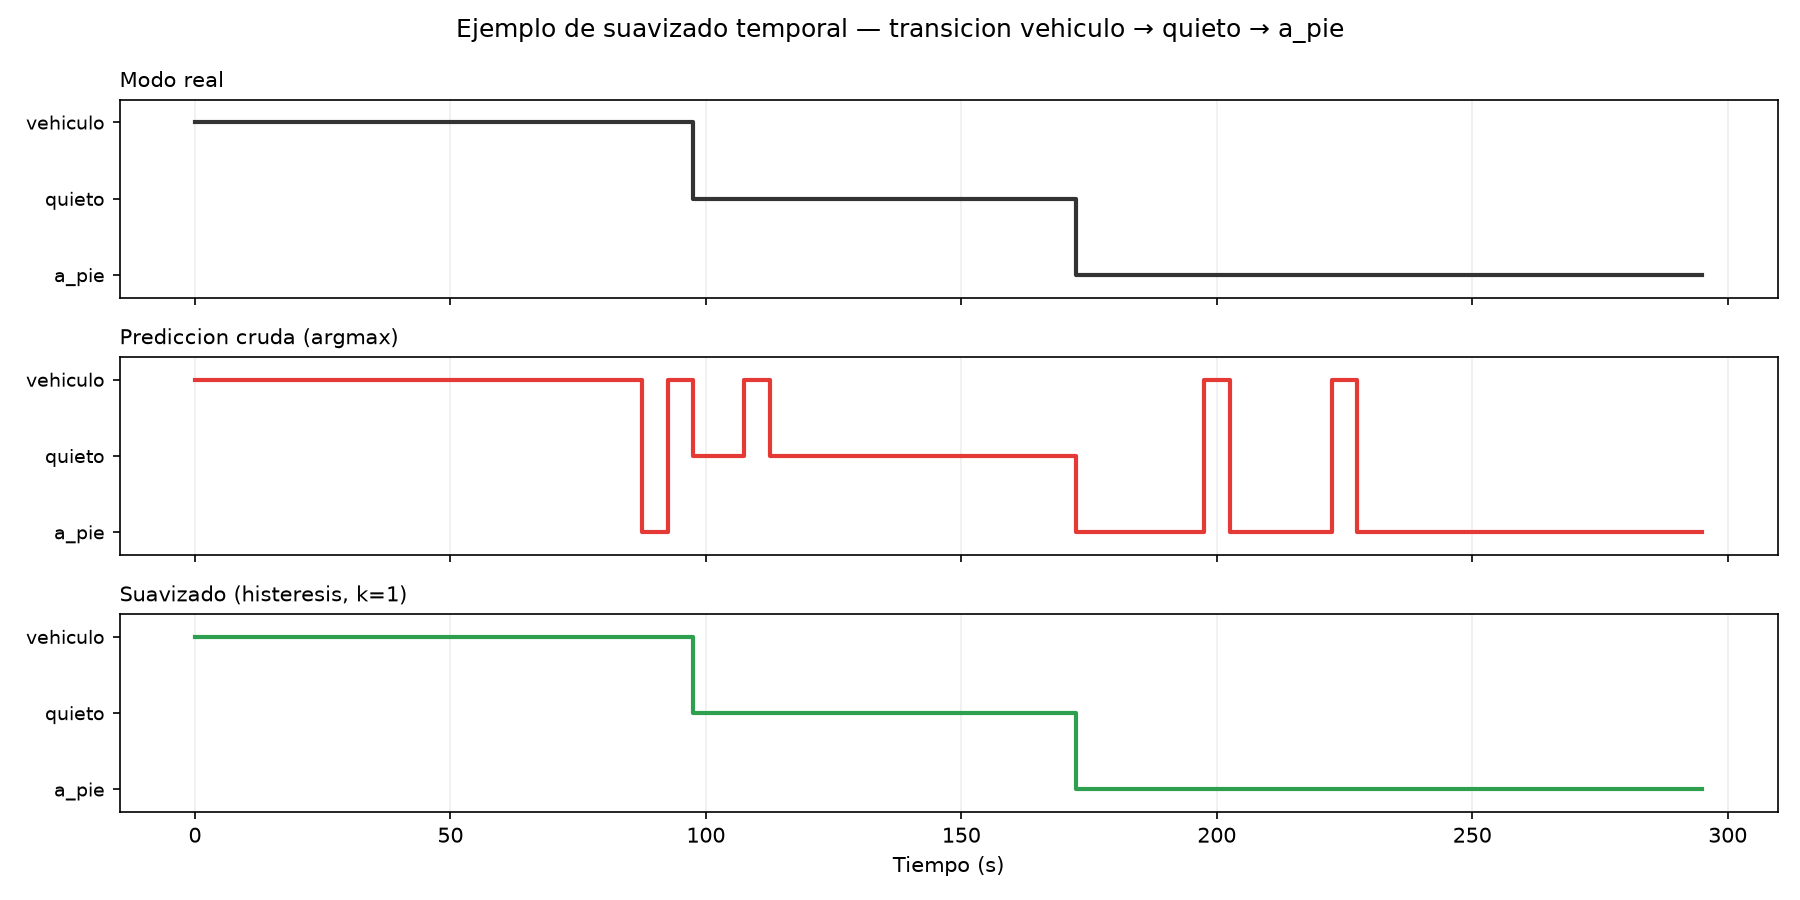 Ejemplo de suavizado temporal — transicion vehiculo → quieto → a_pie
Modo real
vehiculo
quieto
a_pie
Prediccion cruda (argmax)
vehiculo
quieto
a_pie
Suavizado (histeresis, k=1)
vehiculo
quieto
a_pie
0 50 100 150 200 250 300
Tiempo (s)